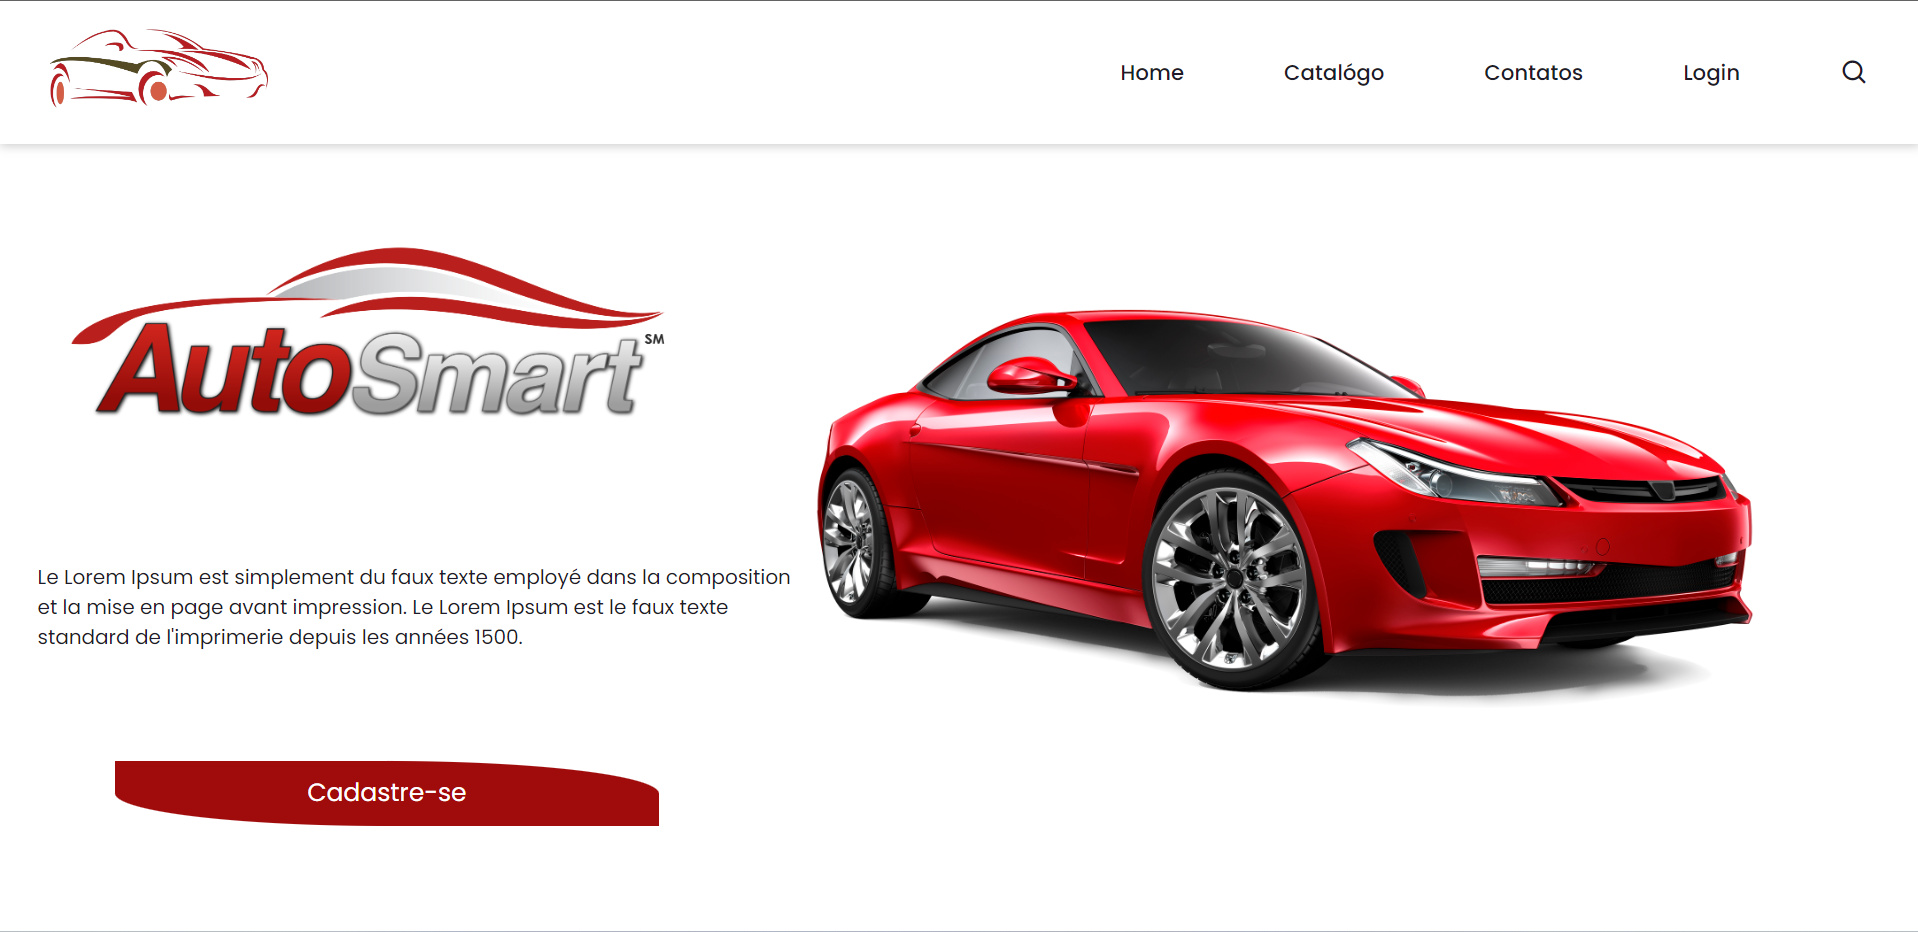 Home
Catalógo
Contatos
Login
AutoSmart SM
Le Lorem Ipsum est simplement du faux texte employé dans la composition
et la mise en page avant impression. Le Lorem Ipsum est le faux texte
standard de l'imprimerie depuis les années 1500.
Cadastre-se